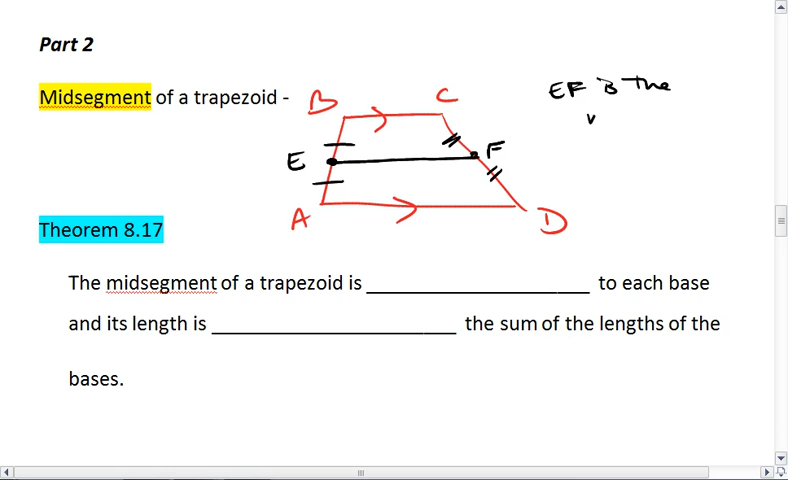 Part 2
Midsegment of a trapezoid -
B
C
EF is the
E
F
A
D
Theorem 8.17
The midsegment of a trapezoid is ______________________ to each base
and its length is ________________________ the sum of the lengths of the
bases.